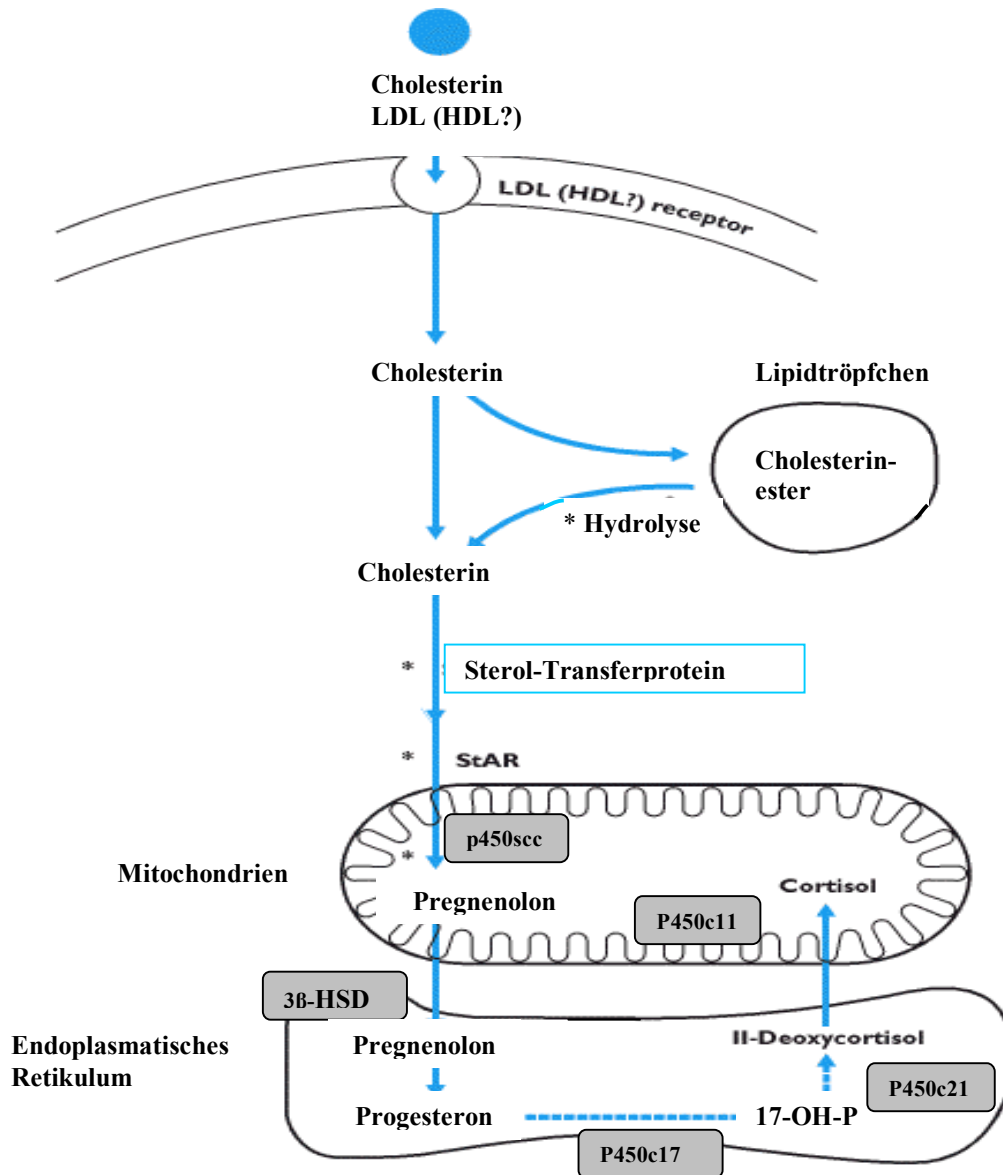 Cholesterin
LDL (HDL?)
LDL (HDL?) receptor
Cholesterin
Lipidtröpfchen
Cholesterin-
ester
* Hydrolyse
Cholesterin
* Sterol-Transferprotein
* StAR
p450scc
*
Mitochondrien
Pregnenolon
Cortisol
P450c11
3ß-HSD
Endoplasmatisches
Retikulum
Pregnenolon
II-Deoxycortisol
P450c21
Progesteron
17-OH-P
P450c17